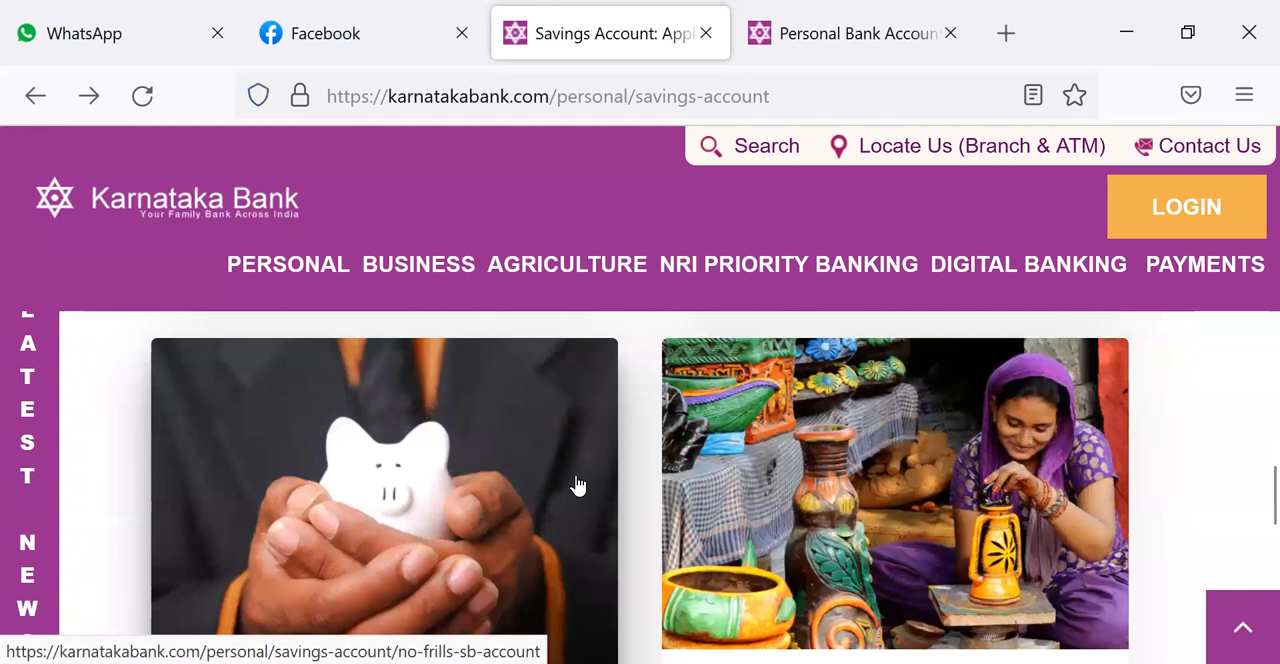 WhatsApp
Facebook
Savings Account: Appl
Personal Bank Accoun
https://karnatakabank.com/personal/savings-account
Search
Locate Us (Branch & ATM)
Contact Us
Karnataka Bank
Your Family Bank Across India
LOGIN
PERSONAL BUSINESS AGRICULTURE NRI PRIORITY BANKING DIGITAL BANKING PAYMENTS
LATEST NEWS
https://karnatakabank.com/personal/savings-account/no-frills-sb-account